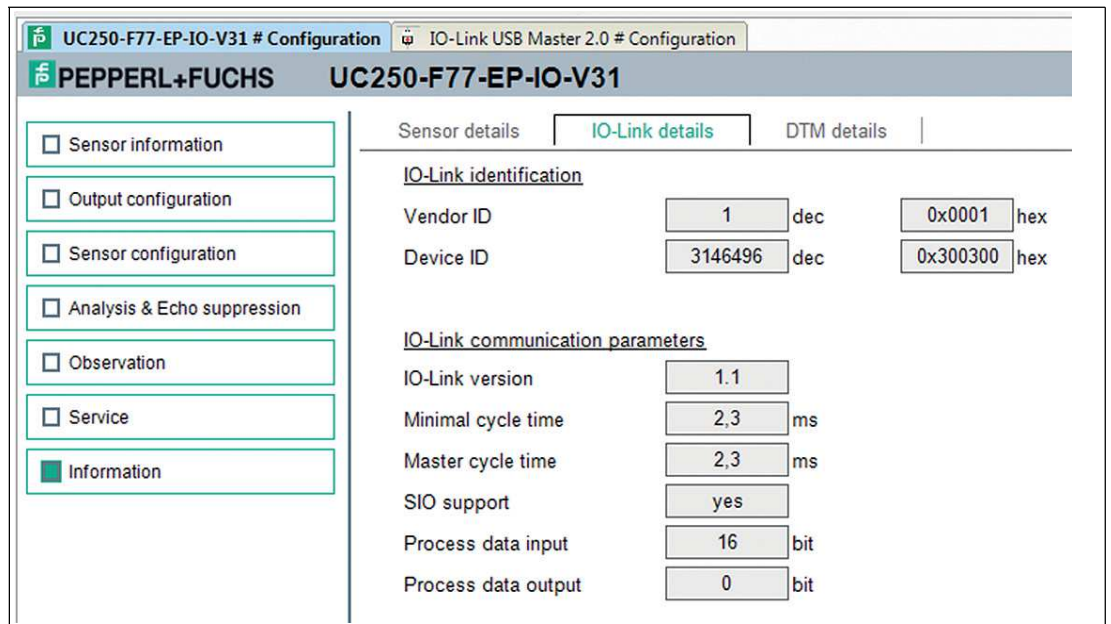 UC250-F77-EP-IO-V31 # Configuration IO-Link USB Master 2.0 # Configuration
PEPPERL+FUCHS UC250-F77-EP-IO-V31
Sensor information
Output configuration
Sensor configuration
Analysis & Echo suppression
Observation
Service
Information
Sensor details IO-Link details DTM details
IO-Link identification
Vendor ID 1 dec 0x0001 hex
Device ID 3146496 dec 0x300300 hex
IO-Link communication parameters
IO-Link version 1.1
Minimal cycle time 2,3 ms
Master cycle time 2,3 ms
SIO support yes
Process data input 16 bit
Process data output 0 bit